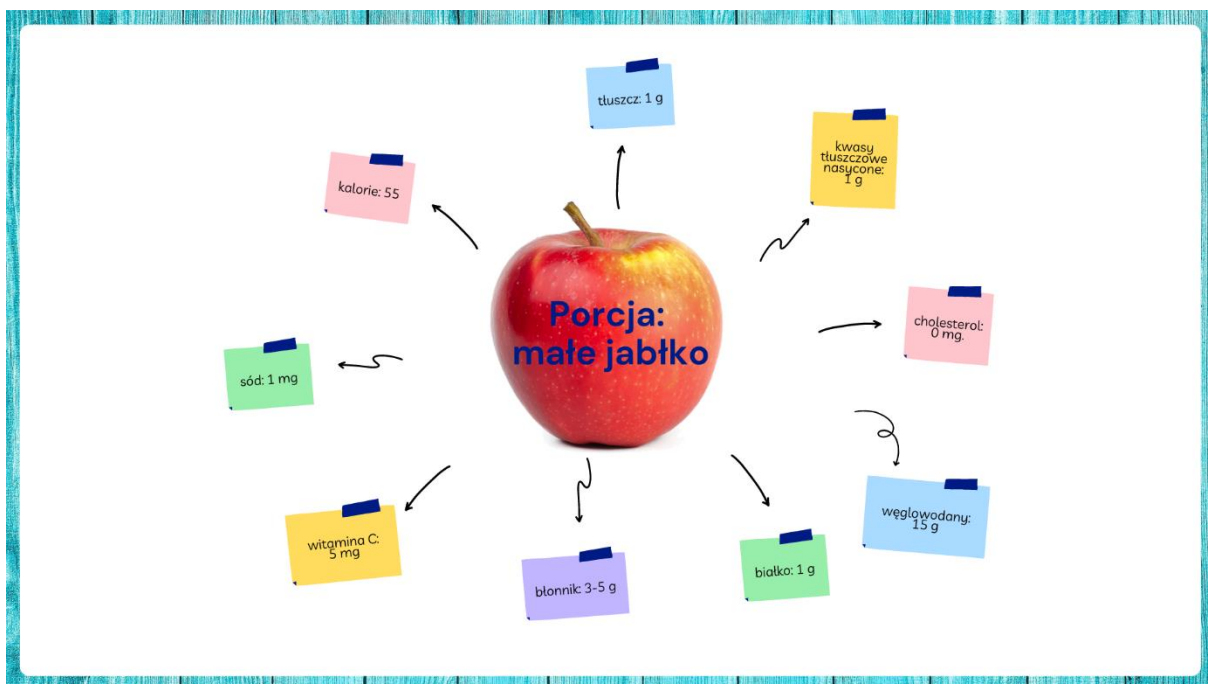 tłuszcz: 1 g
kwasy
tłuszczowe
nasycone:
1 g
kalorie: 55
Porcja:
małe jabłko
cholesterol:
0 mg.
sód: 1 mg
węglowodany:
15 g
witamina C:
5 mg
błonnik: 3-5 g
białko: 1 g